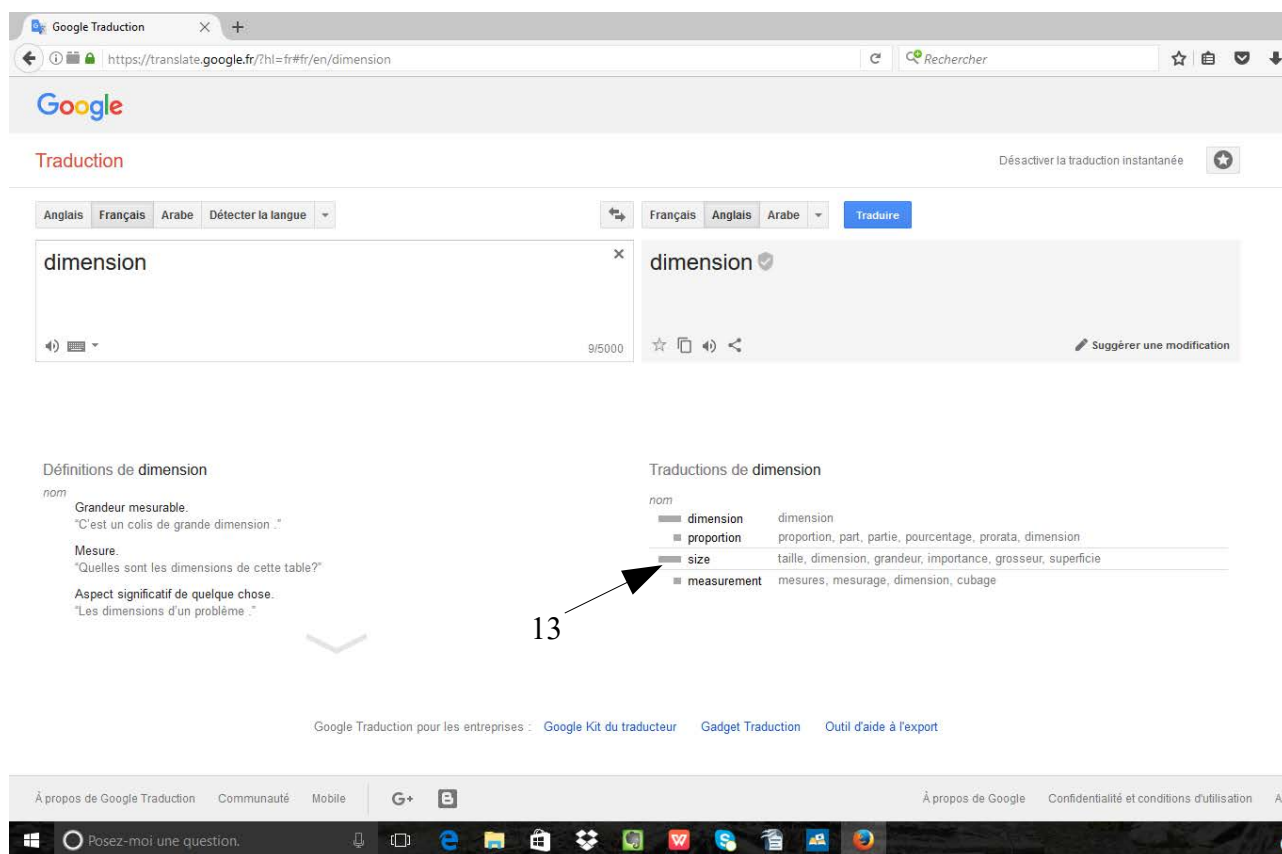 Google Traduction
https://translate.google.fr/?hl=fr#fr/en/dimension
Rechercher
Google
Traduction
Désactiver la traduction instantanée
Anglais Français Arabe Détecter la langue
Français Anglais Arabe Traduire
dimension
dimension
9/5000
Suggérer une modification
Définitions de dimension
nom
Grandeur mesurable.
"C'est un colis de grande dimension ."
Mesure.
"Quelles sont les dimensions de cette table?"
Aspect significatif de quelque chose.
"Les dimensions d'un problème ."
Traductions de dimension
nom
dimension dimension
proportion proportion, part, partie, pourcentage, prorata, dimension
size taille, dimension, grandeur, importance, grosseur, superficie
measurement mesures, mesurage, dimension, cubage
13
Google Traduction pour les entreprises : Google Kit du traducteur Gadget Traduction Outil d'aide à l'export
À propos de Google Traduction Communauté Mobile G+ B À propos de Google Confidentialité et conditions d'utilisation A
Posez-moi une question.